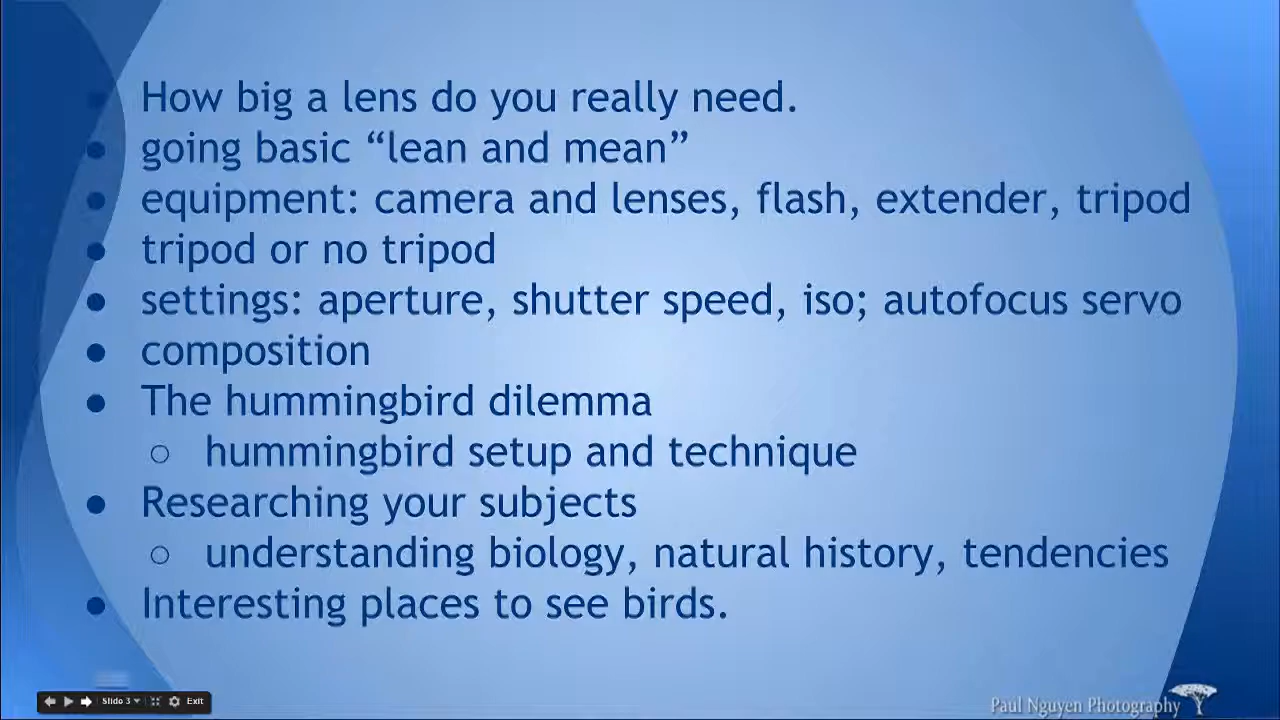 How big a lens do you really need.
going basic “lean and mean”
equipment: camera and lenses, flash, extender, tripod
tripod or no tripod
settings: aperture, shutter speed, iso; autofocus servo
composition
The hummingbird dilemma
hummingbird setup and technique
Researching your subjects
understanding biology, natural history, tendencies
Interesting places to see birds.
Slide 3
Exit
Paul Nguyen Photography